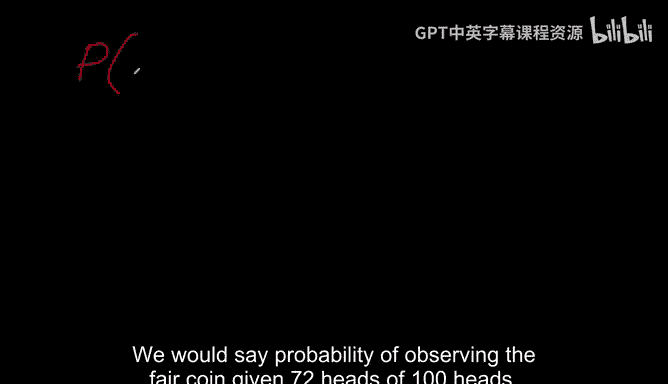 GPT中英字幕课程资源 bilibili
P(
We would say probability of observing the
fair coin given 72 heads of 100 heads